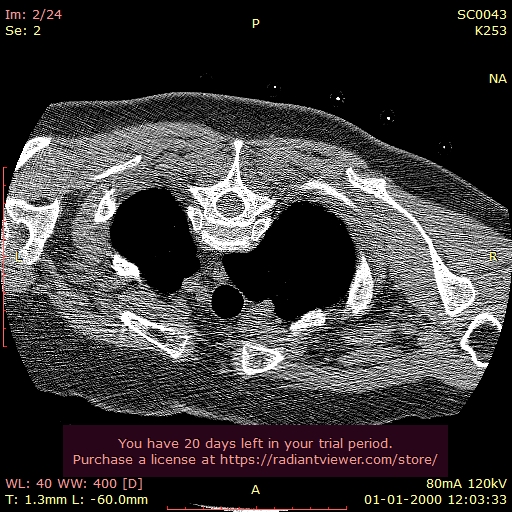 Im: 2/24
Se: 2
P
SC0043
K253
NA
L
R
You have 20 days left in your trial period.
Purchase a license at https://radiantviewer.com/store/
WL: 40 WW: 400 [D]
T: 1.3mm L: -60.0mm
A
80mA 120kV
01-01-2000 12:03:33